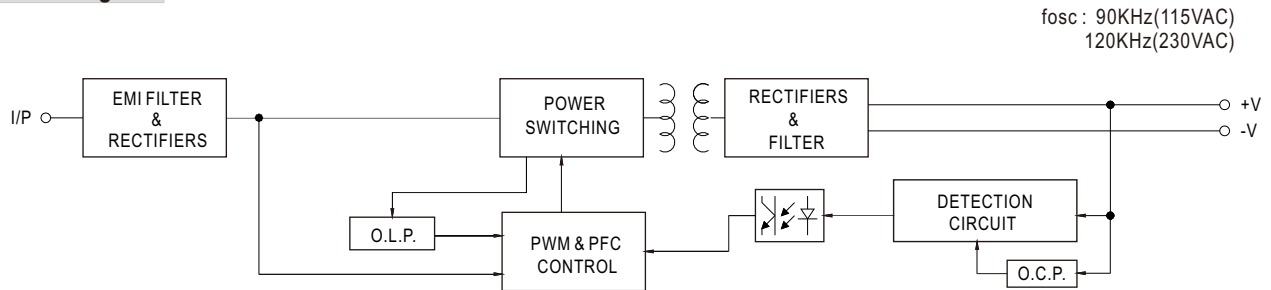 fosc : 90KHz(115VAC)
120KHz(230VAC)
I/P
EMI FILTER
&
RECTIFIERS
POWER
SWITCHING
RECTIFIERS
&
FILTER
+V
-V
O.L.P.
PWM & PFC
CONTROL
DETECTION
CIRCUIT
O.C.P.